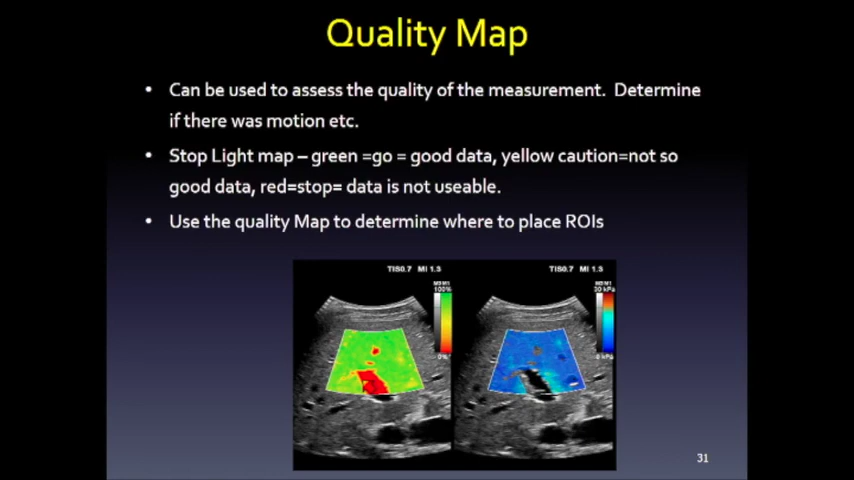 Quality Map
• Can be used to assess the quality of the measurement. Determine
if there was motion etc.
• Stop Light map – green =go = good data, yellow caution=not so
good data, red=stop= data is not useable.
• Use the quality Map to determine where to place ROIs
TIS0.7 MI 1.3
TIS0.7 MI 1.3
M3M1
100%
M3M1
30 kPa
0%
0 kPa
31